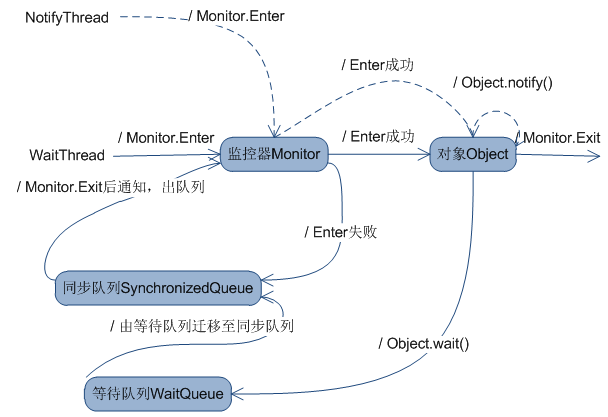 NotifyThread
/ Monitor.Enter
/ Enter成功
/ Object.notify()
/ Monitor.Enter
/ Enter成功
/ Monitor.Exit
WaitThread
监控器Monitor
对象Object
/ Monitor.Exit后通知，出队列
/ Enter失败
同步队列SynchronizedQueue
/ 由等待队列迁移至同步队列
/ Object.wait()
等待队列WaitQueue